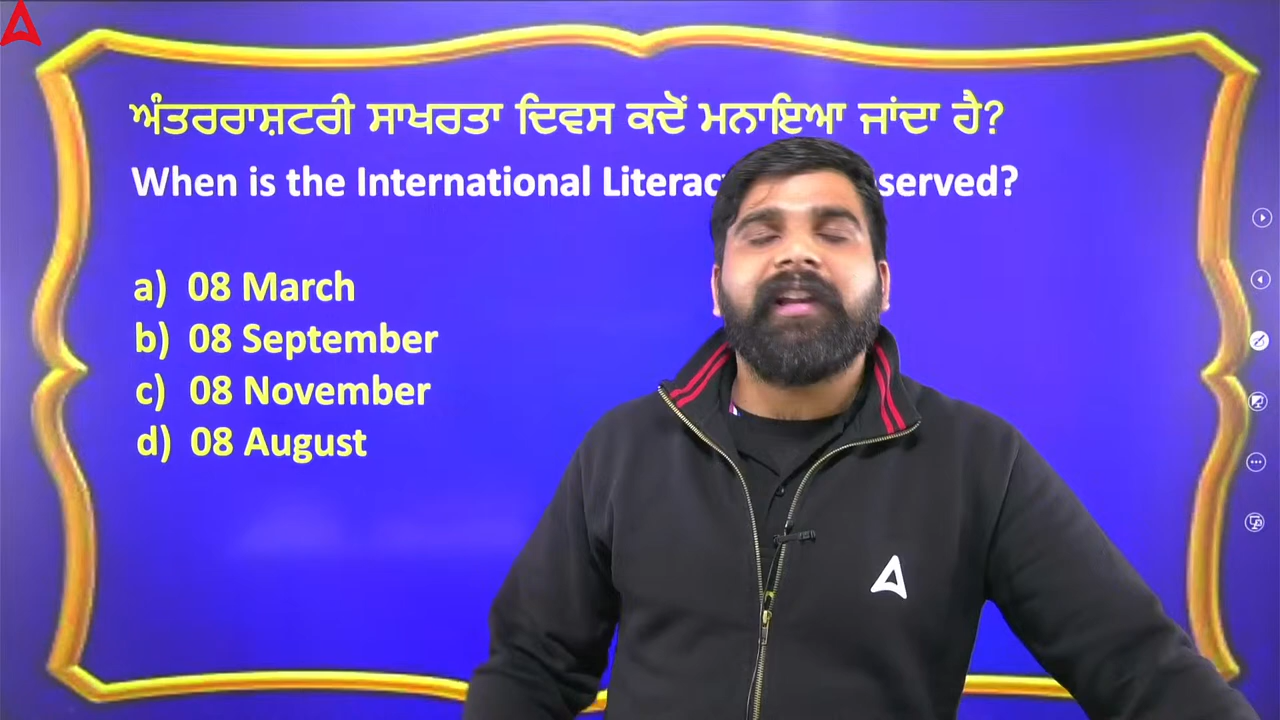 ਅੰਤਰਰਾਸ਼ਟਰੀ ਸਾਖਰਤਾ ਦਿਵਸ ਕਦੋਂ ਮਨਾਇਆ ਜਾਂਦਾ ਹੈ?
When is the International served?
a) 08 March
b) 08 September
c) 08 November
d) 08 August